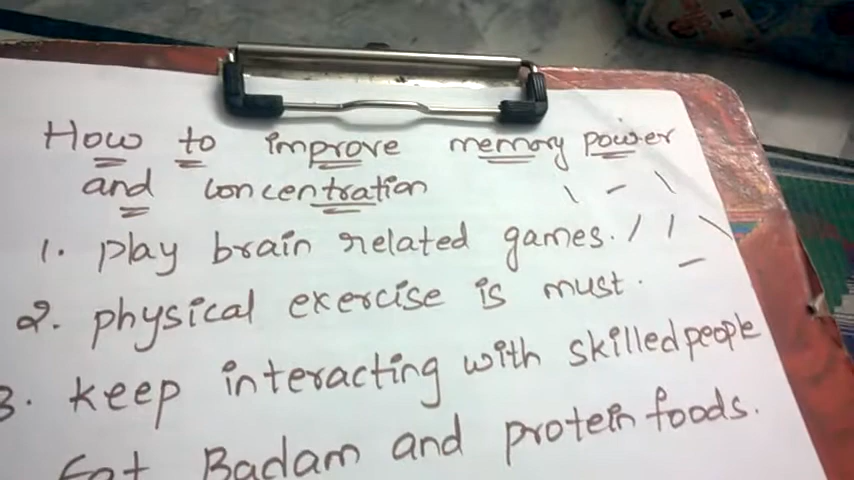 How to improve memory power
and concentration
1. play brain related games.
2. physical exercise is must.
3. keep interacting with skilled people
Eat Badam and protein foods.